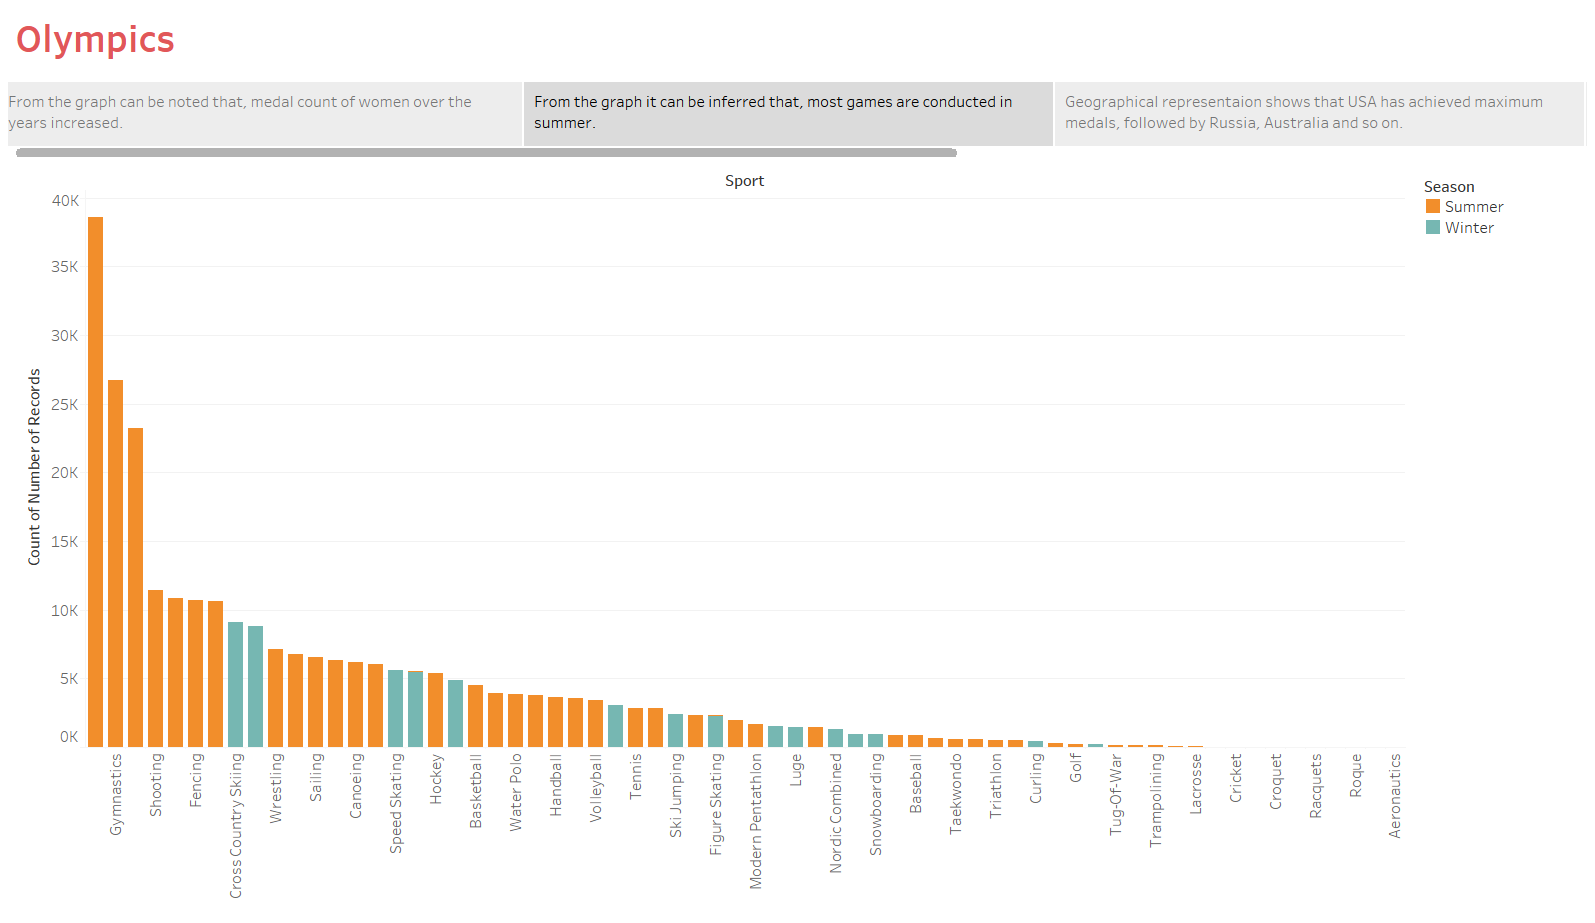 Olympics
From the graph can be noted that, medal count of women over the
years increased.
From the graph it can be inferred that, most games are conducted in
summer.
Geographical representaion shows that USA has achieved maximum
medals, followed by Russia, Australia and so on.
Sport
Season
Summer
Winter
Count of Number of Records
40K
35K
30K
25K
20K
15K
10K
5K
0K
Gymnastics
Shooting
Fencing
Cross Country Skiing
Wrestling
Sailing
Canoeing
Speed Skating
Hockey
Basketball
Water Polo
Handball
Volleyball
Tennis
Ski Jumping
Figure Skating
Modern Pentathlon
Luge
Nordic Combined
Snowboarding
Baseball
Taekwondo
Triathlon
Curling
Golf
Tug-Of-War
Trampolining
Lacrosse
Cricket
Croquet
Racquets
Roque
Aeronautics